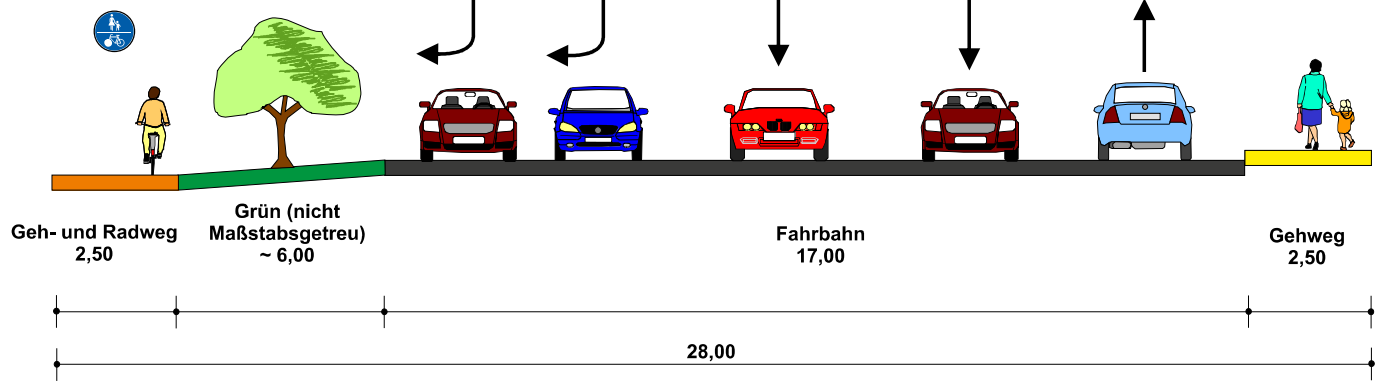 Geh- und Radweg
2,50
Grün (nicht
Maßstabsgetreu)
~ 6,00
Fahrbahn
17,00
Gehweg
2,50
28,00